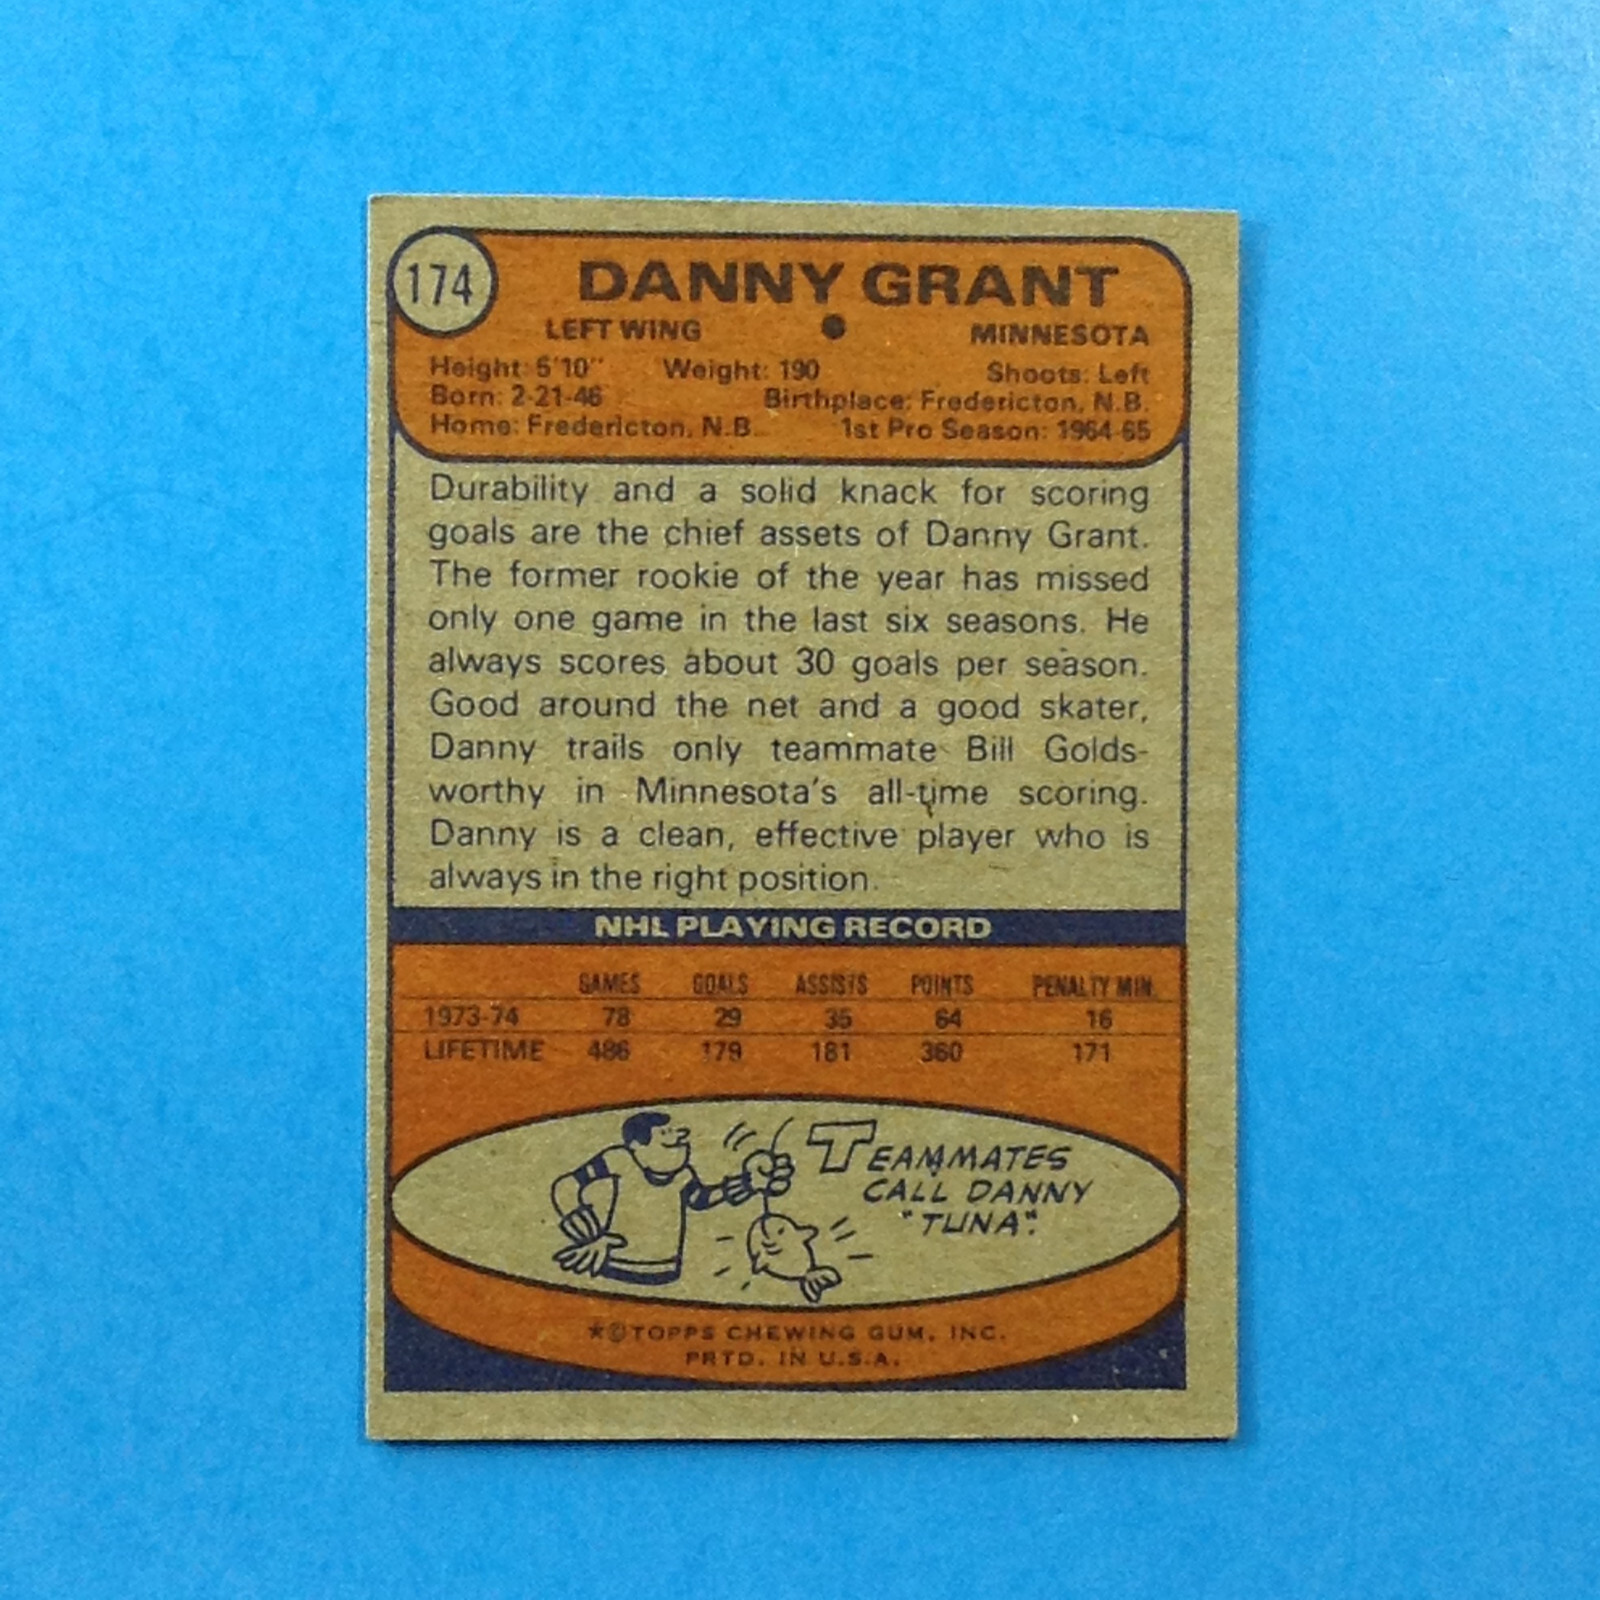 174
DANNY GRANT
LEFT WING ● MINNESOTA
Height: 5'10" Weight: 190 Shoots: Left
Born: 2-21-46 Birthplace: Fredericton, N.B.
Home: Fredericton, N.B. 1st Pro Season: 1964-65
Durability and a solid knack for scoring
goals are the chief assets of Danny Grant.
The former rookie of the year has missed
only one game in the last six seasons. He
always scores about 30 goals per season.
Good around the net and a good skater,
Danny trails only teammate Bill Golds-
worthy in Minnesota's all-time scoring.
Danny is a clean, effective player who is
always in the right position.
NHL PLAYING RECORD
GAMES GOALS ASSISTS POINTS PENALTY MIN.
1973-74 78 29 35 64 16
LIFETIME 486 179 181 360 171
TEAMMATES
CALL DANNY
"TUNA".
★©TOPPS CHEWING GUM, INC.
PRTD. IN U.S.A.